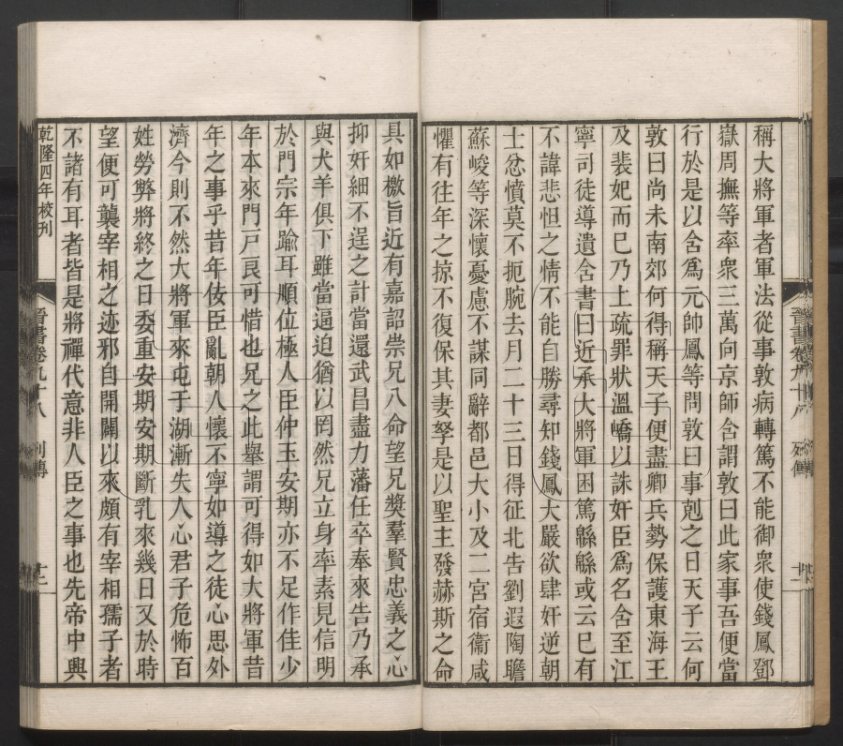 稱大將軍者軍法從事敦病轉篤不能御衆使錢鳳鄧
嶽周撫等率衆三萬向京師含謂敦曰此家事吾便當
行於是以含爲元帥鳳等問敦曰事剋之日天子云何
敦曰尚未南郊何得稱天子便盡卿兵勢保護東海王
及裴妃而已乃上疏罪狀溫嶠以誅奸臣爲名含至江
寧司徒導遺含書曰近承大將軍困篤緜緜或云已有
不諱悲怛之情不能自勝尋知錢鳳大嚴欲肆奸逆朝
士忿憤莫不扼腕去月二十三日得征北告劉遐陶瞻
蘇峻等深懷憂慮不謀同辭都邑大小及二宮宿衞咸
懼有往年之掠不復保其妻孥是以聖主發赫斯之命
具如檄旨近有嘉詔崇兄八命望兄獎羣賢忠義之心
抑奸細不逞之計當還武昌盡力藩任卒奉來告乃承
與犬羊俱下雖當逼迫猶以罔然兄立身率素見信明
於門宗年踰耳順位極人臣仲玉安期亦不足作佳少
年本來門戸良可惜也兄之此舉謂可得如大將軍昔
年之事乎昔年佞臣亂朝人懷不寧如導之徒心思外
濟今則不然大將軍來屯于湖漸失人心君子危怖百
姓勞弊將終之日委重安期安期斷乳來幾日又於時
望便可襲宰相之迹邪自開闢以來頗有宰相孺子者
不諸有耳者皆是將禪代意非人臣之事也先帝中興
乾隆四年校刊
晉書卷九十八
列傳